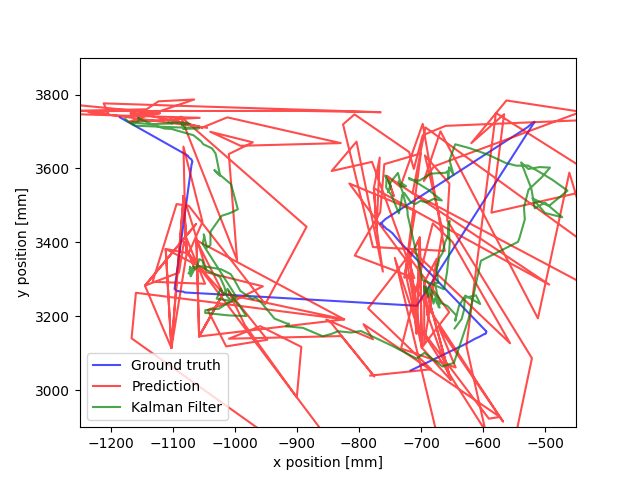 3800
3600
3400
3200
3000
y position [mm]
Ground truth
Prediction
Kalman Filter
−1200 −1100 −1000 −900 −800 −700 −600 −500
x position [mm]